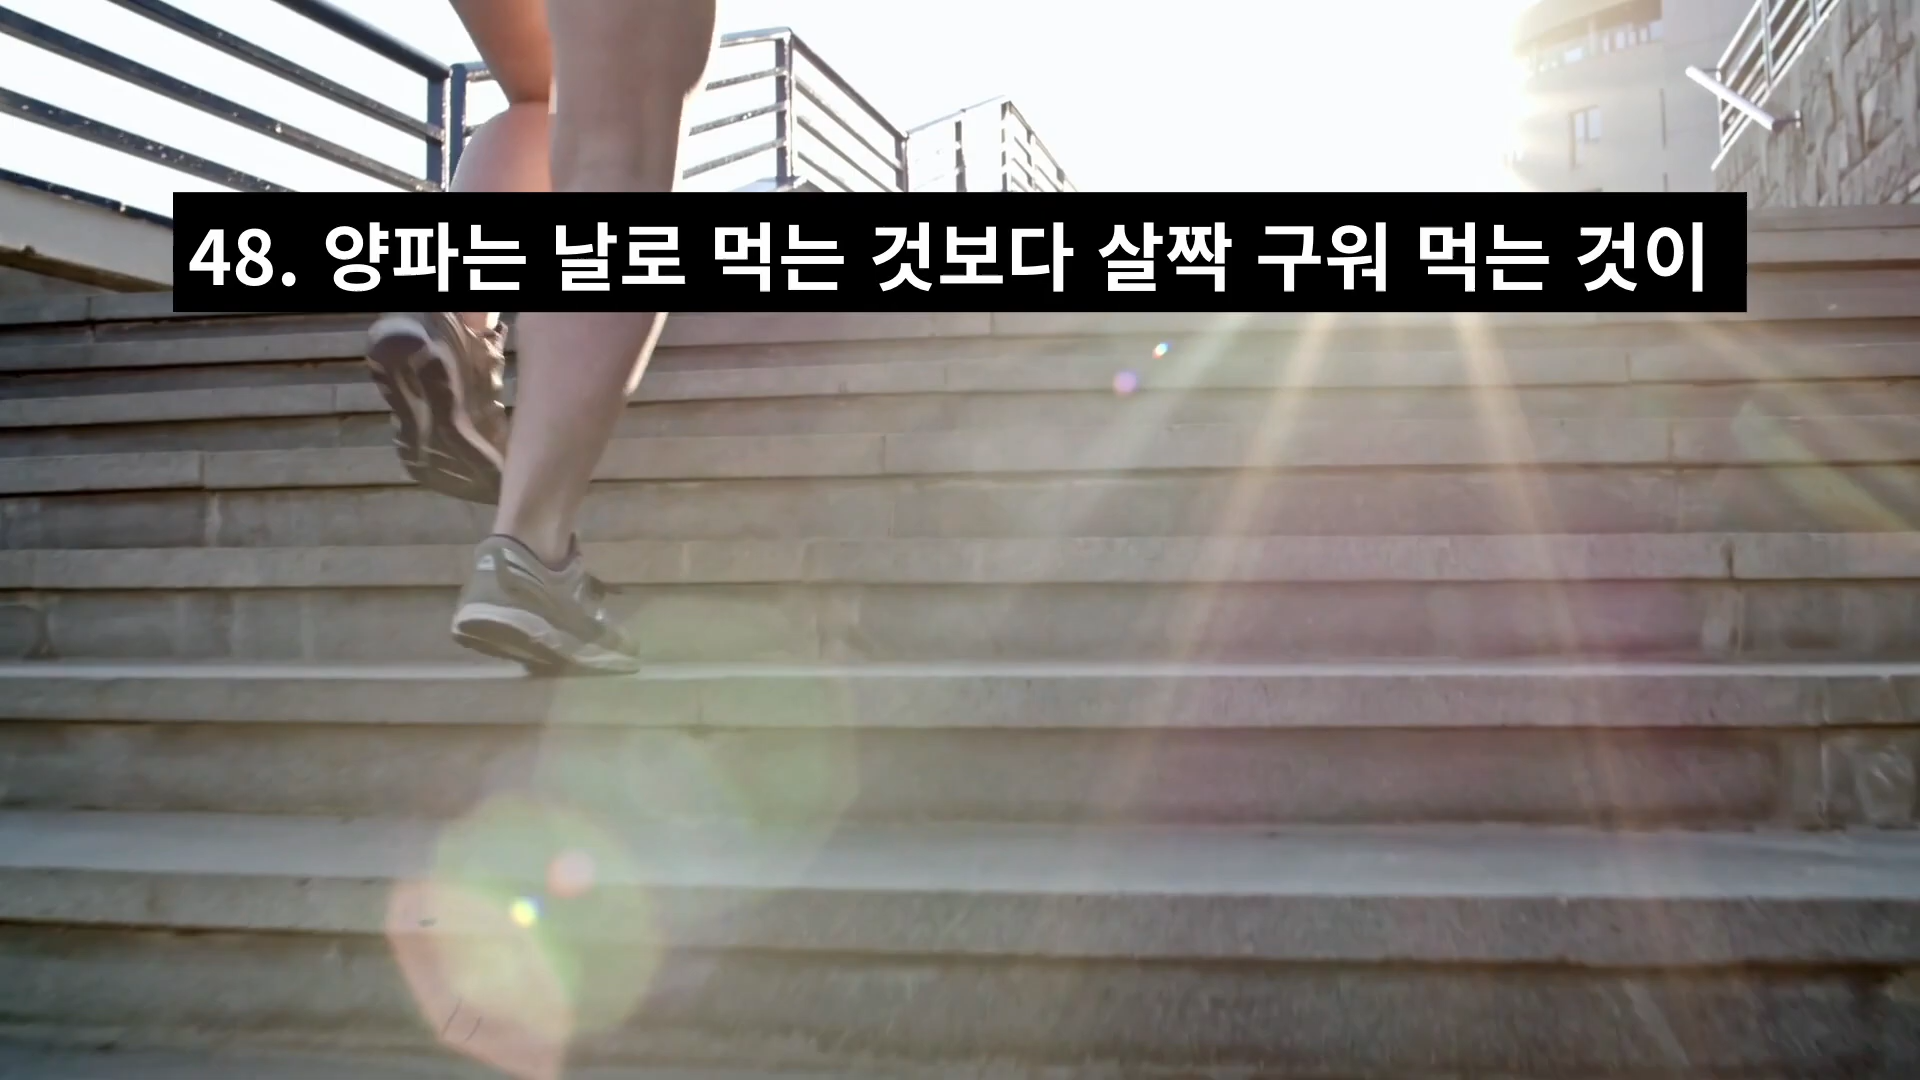 48. 양파는 날로 먹는 것보다 살짝 구워 먹는 것이